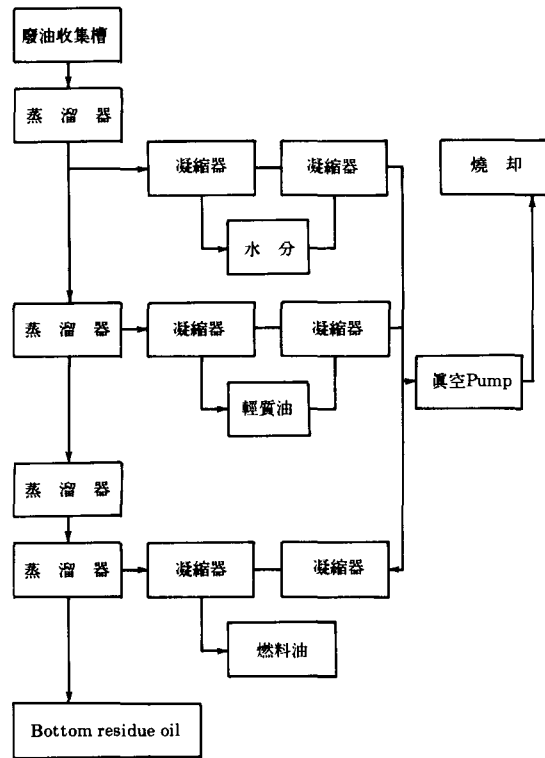 廢油收集槽
蒸溜器
凝縮器
凝縮器
燒却
水分
蒸溜器
凝縮器
凝縮器
眞空Pump
輕質油
蒸溜器
蒸溜器
凝縮器
凝縮器
燃料油
Bottom residue oil